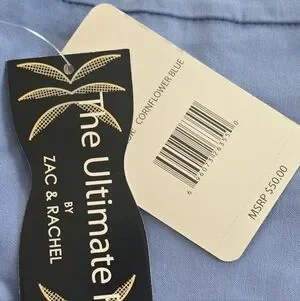 The Ultimate
BY
ZAC & RACHEL
CORNFLOWER BLUE
MSRP $50.00